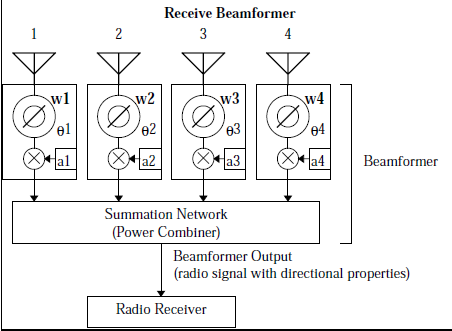 Receive Beamformer
1 2 3 4
w1 w2 w3 w4
θ1 θ2 θ3 θ4
a1 a2 a3 a4
Beamformer
Summation Network
(Power Combiner)
Beamformer Output
(radio signal with directional properties)
Radio Receiver